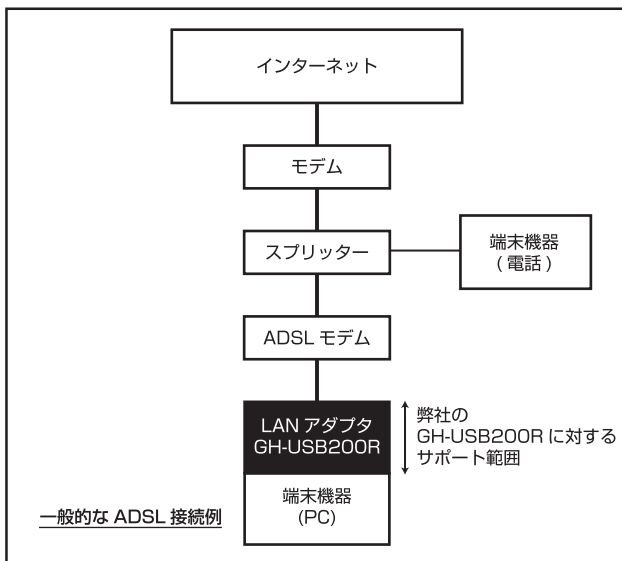 インターネット
モデム
スプリッター
端末機器
(電話)
ADSL モデム
LAN アダプタ
GH-USB200R
弊社の
GH-USB200R に対する
サポート範囲
端末機器
(PC)
一般的な ADSL 接続例